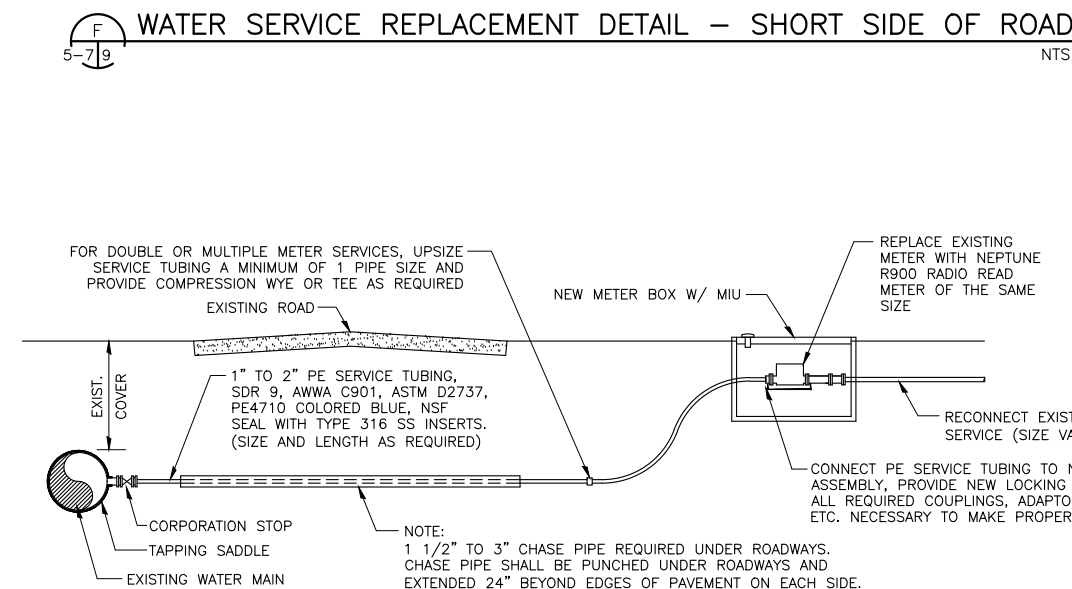 F
5-7 9
WATER SERVICE REPLACEMENT DETAIL – SHORT SIDE OF ROAD
NTS
FOR DOUBLE OR MULTIPLE METER SERVICES, UPSIZE
SERVICE TUBING A MINIMUM OF 1 PIPE SIZE AND
PROVIDE COMPRESSION WYE OR TEE AS REQUIRED
EXISTING ROAD
NEW METER BOX W/ MIU
REPLACE EXISTING
METER WITH NEPTUNE
R900 RADIO READ
METER OF THE SAME
SIZE
EXIST.
COVER
1" TO 2" PE SERVICE TUBING,
SDR 9, AWWA C901, ASTM D2737,
PE4710 COLORED BLUE, NSF
SEAL WITH TYPE 316 SS INSERTS.
(SIZE AND LENGTH AS REQUIRED)
RECONNECT EXIST
SERVICE (SIZE VA
CONNECT PE SERVICE TUBING TO N
ASSEMBLY, PROVIDE NEW LOCKING
ALL REQUIRED COUPLINGS, ADAPTO
ETC. NECESSARY TO MAKE PROPER
CORPORATION STOP
TAPPING SADDLE
EXISTING WATER MAIN
NOTE:
1 1/2" TO 3" CHASE PIPE REQUIRED UNDER ROADWAYS.
CHASE PIPE SHALL BE PUNCHED UNDER ROADWAYS AND
EXTENDED 24" BEYOND EDGES OF PAVEMENT ON EACH SIDE.